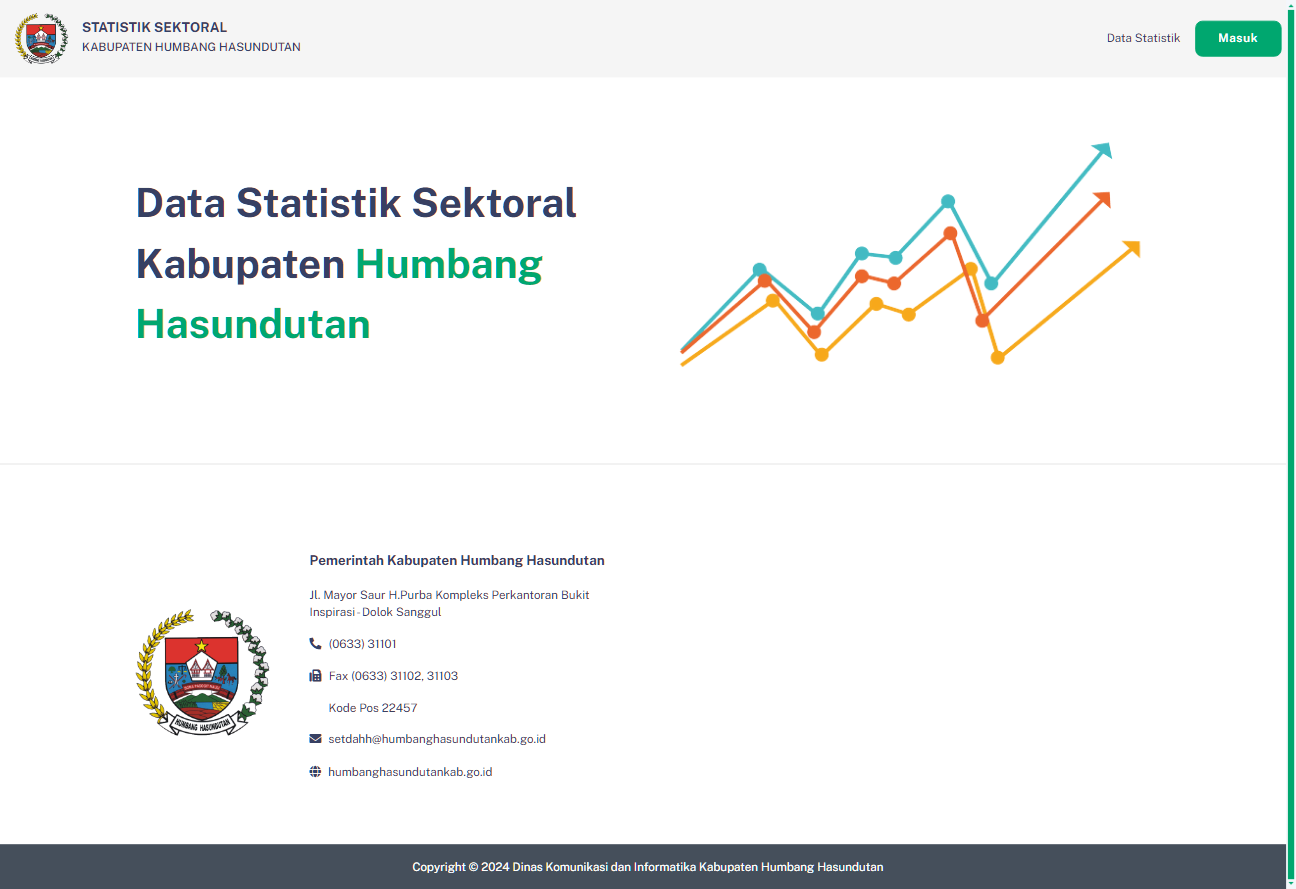 STATISTIK SEKTORAL
KABUPATEN HUMBANG HASUNDUTAN
Data Statistik
Masuk
Data Statistik Sektoral
Kabupaten Humbang
Hasundutan
Pemerintah Kabupaten Humbang Hasundutan
Jl. Mayor Saur H.Purba Kompleks Perkantoran Bukit
Inspirasi - Dolok Sanggul
(0633) 31101
Fax (0633) 31102, 31103
Kode Pos 22457
setdahh@humbanghasundutankab.go.id
humbanghasundutankab.go.id
HUMBANG HASUNDUTAN
Copyright © 2024 Dinas Komunikasi dan Informatika Kabupaten Humbang Hasundutan